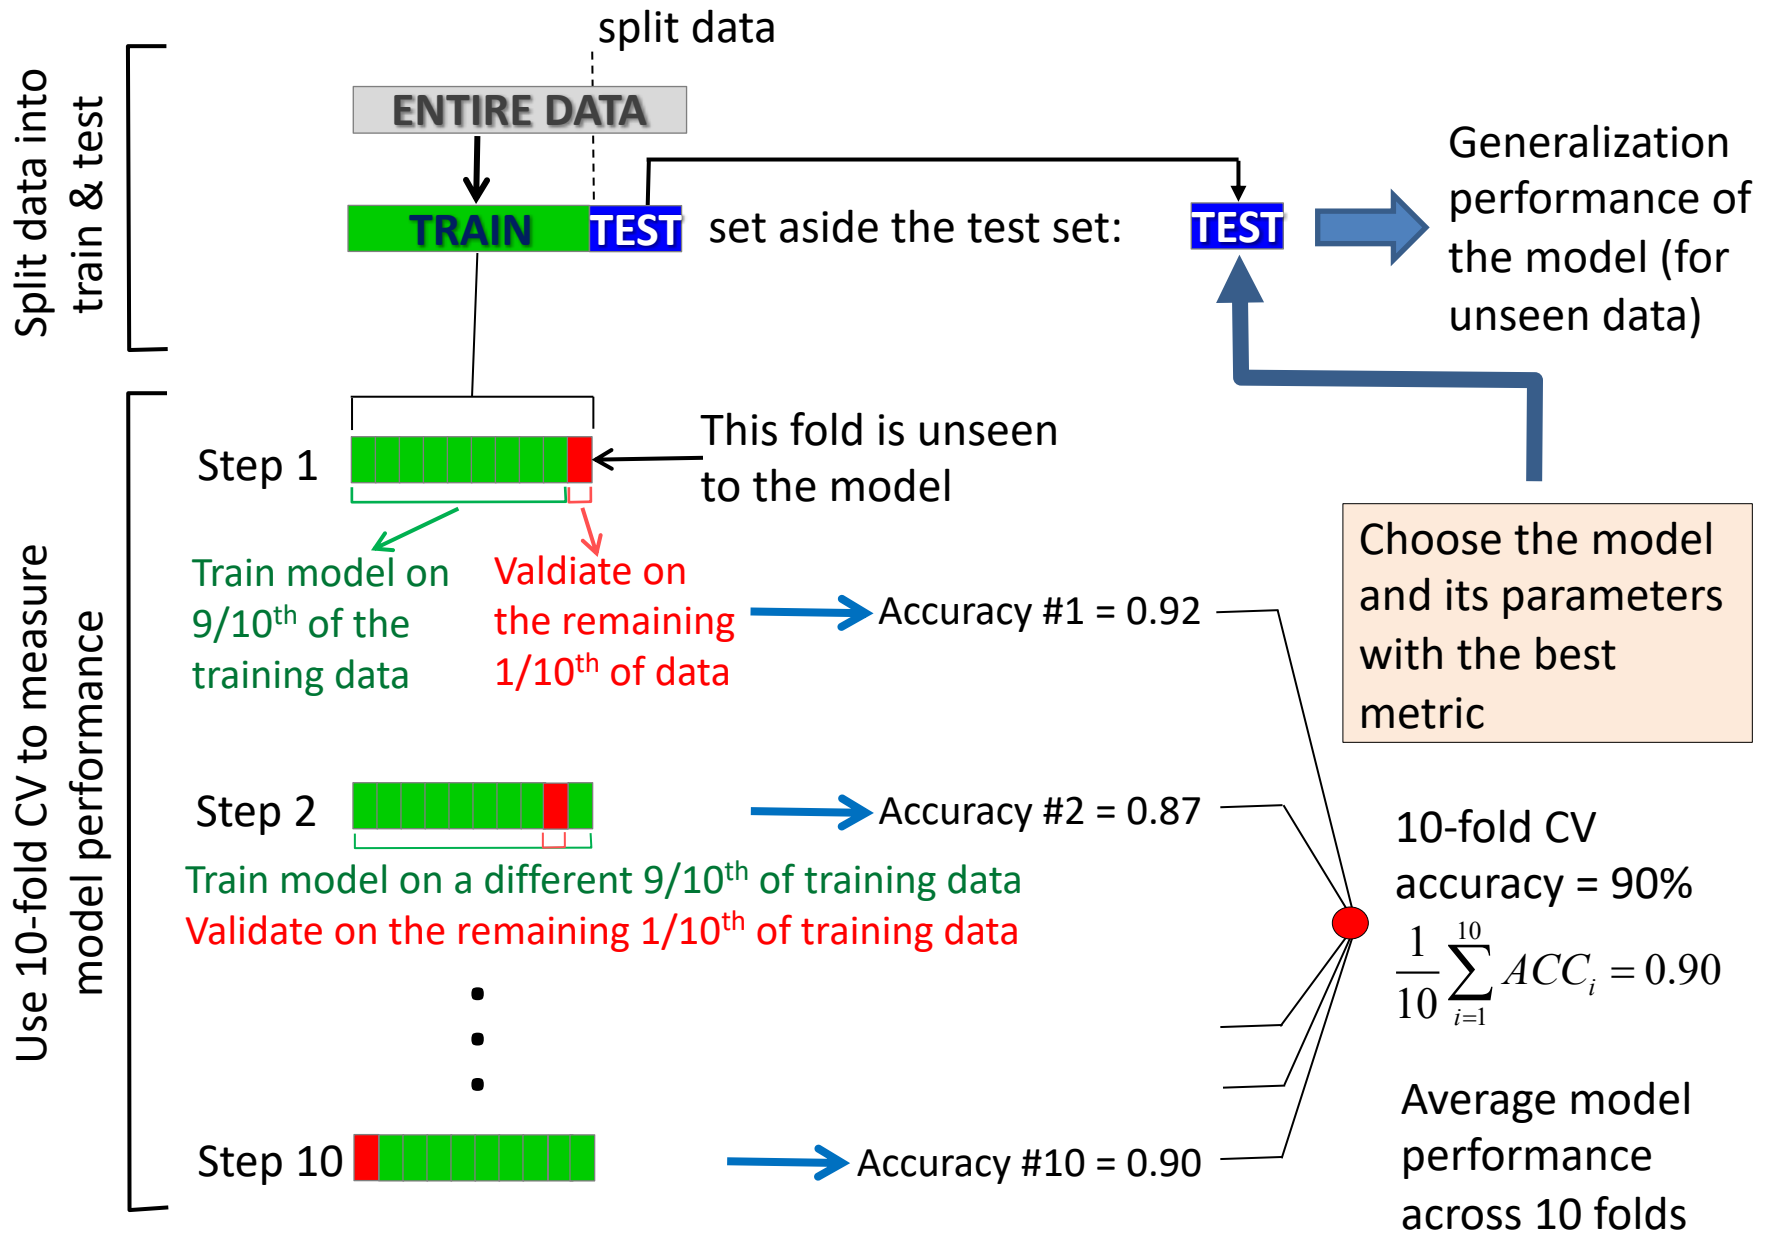 split data
Split data into
train & test
ENTIRE DATA
TRAIN
TEST
set aside the test set:
TEST
Generalization
performance of
the model (for
unseen data)
Use 10-fold CV to measure
model performance
Step 1
This fold is unseen
to the model
Train model on
9/10th of the
training data
Valdiate on
the remaining
1/10th of data
Accuracy #1 = 0.92
Choose the model
and its parameters
with the best
metric
Step 2
Accuracy #2 = 0.87
Train model on a different 9/10th of training data
Validate on the remaining 1/10th of training data
10-fold CV
accuracy = 90%
1/10 ∑_{i=1}^{10} ACC_i = 0.90
Step 10
Accuracy #10 = 0.90
Average model
performance
across 10 folds